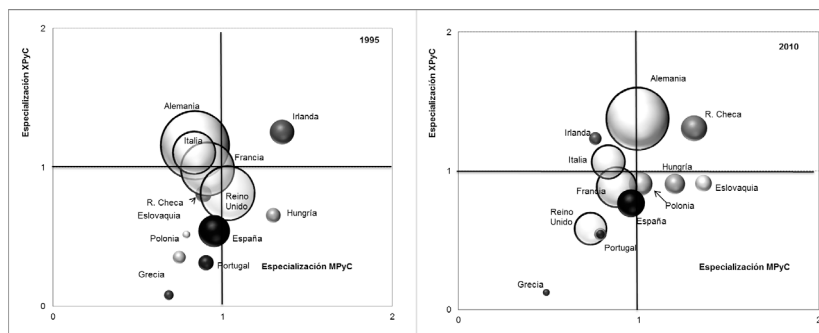 2
1995
Especialización XPyC
Alemania
Irlanda
Italia
Francia
1
R. Checa
Reino
Unido
Eslovaquia
Hungría
Polonia
España
Grecia
Portugal
Especialización MPyC
0
1
2
2
2010
Especialización XPyC
Alemania
R. Checa
Irlanda
Italia
1
Hungría
Francia
Eslovaquia
Polonia
Reino
Unido
España
Portugal
Especialización MPyC
Grecia
0
0
1
2